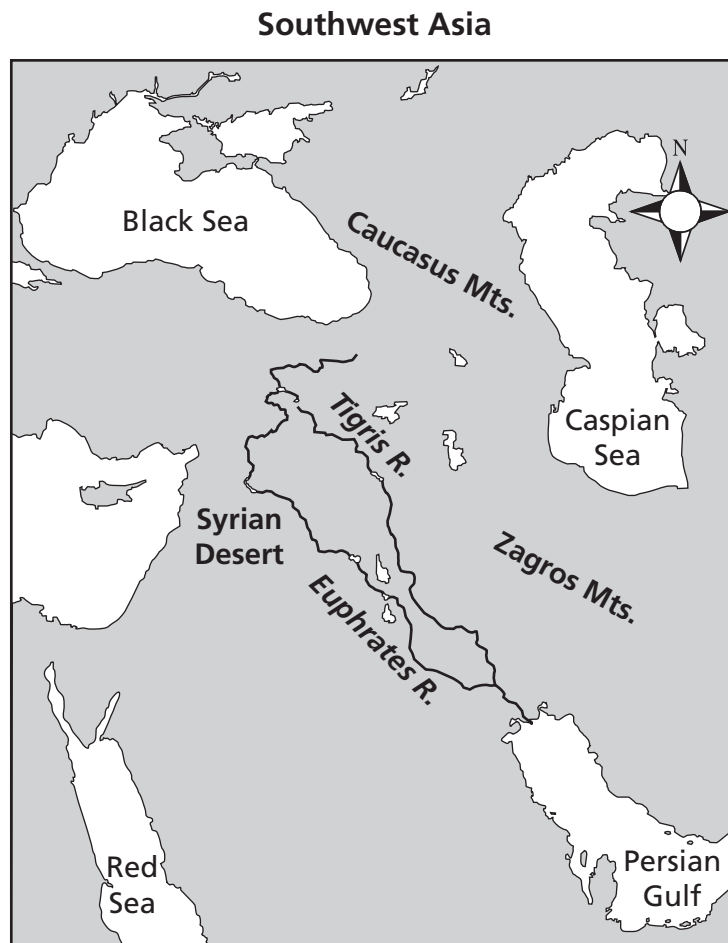 Southwest Asia
N
Black Sea
Caucasus Mts.
Caspian
Sea
Tigris R.
Syrian
Desert
Zagros Mts.
Euphrates R.
Red
Sea
Persian
Gulf